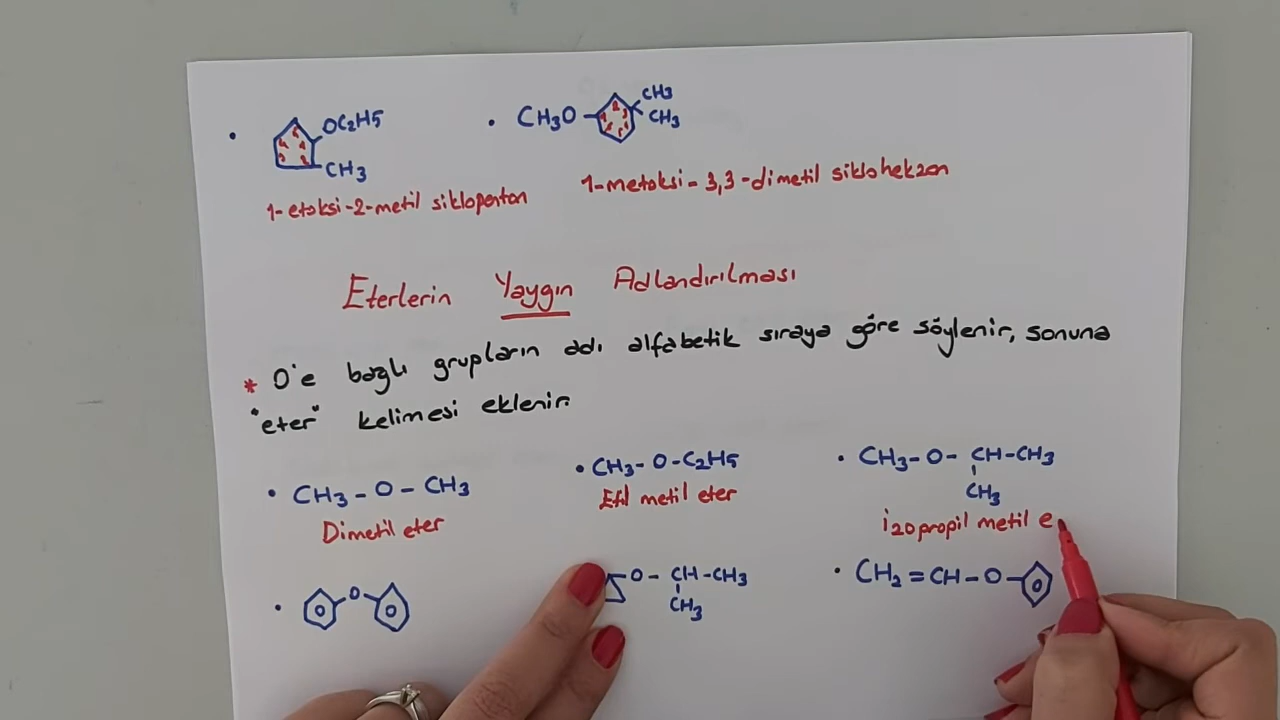 • OC2H5
CH3
1-etoksi-2-metil siklopentan
• CH3O CH3
CH3
1-metoksi-3,3-dimetil siklohekzan
Eterlerin Yaygın Adlandırılması
* O'e bağlı grupların adı alfabetik sıraya göre söylenir, sonuna
"eter" kelimesi eklenir.
• CH3-O-CH3
Dimetil eter
• CH3-O-C2H5
Etil metil eter
• CH3-O-CH-CH3
CH3
İzopropil metil e
• O
O-CH-CH3
CH3
• CH2=CH-O-